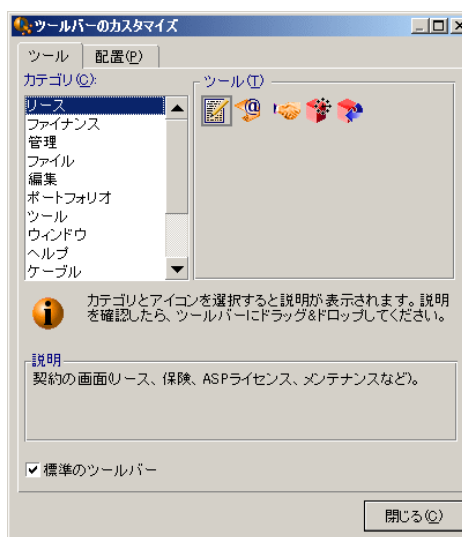 ツールバーのカスタマイズ
ツール 配置(P)
カテゴリ(C):
ツール(T)
リース
ファイナンス
管理
ファイル
編集
ポートフォリオ
ツール
ウィンドウ
ヘルプ
ケーブル
カテゴリとアイコンを選択すると説明が表示されます。説明
を確認したら、ツールバーにドラッグ&ドロップしてください。
説明
契約の画面(リース、保険、ASPライセンス、メンテナンスなど)。
標準のツールバー
閉じる(C)